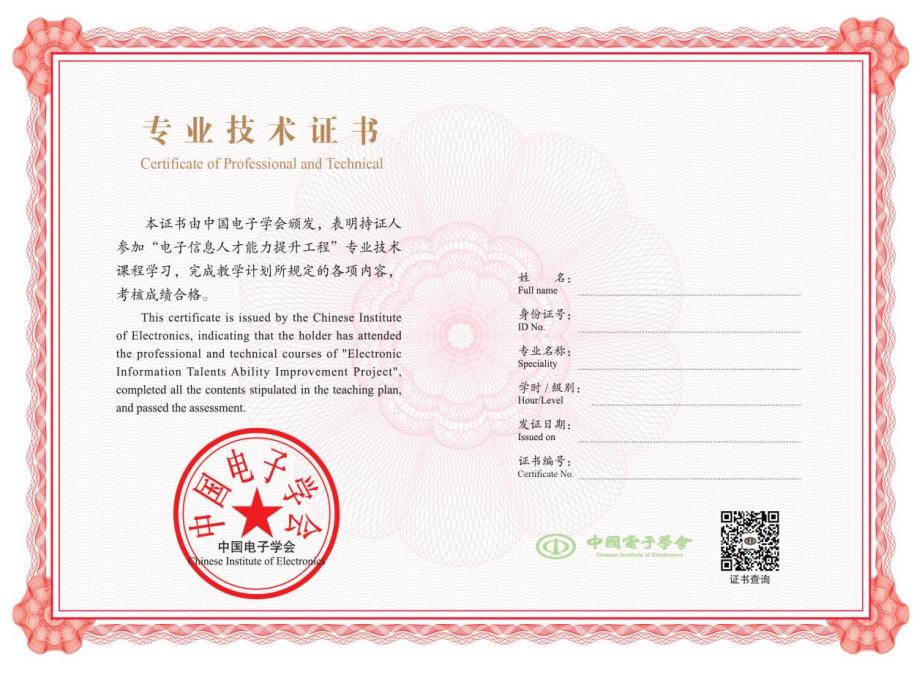 专业技术证书
Certificate of Professional and Technical
本证书由中国电子学会颁发，表明持证人
参加“电子信息人才能力提升工程”专业技术
课程学习，完成教学计划所规定的各项内容，
考核成绩合格。
This certificate is issued by the Chinese Institute
of Electronics, indicating that the holder has attended
the professional and technical courses of "Electronic
Information Talents Ability Improvement Project",
completed all the contents stipulated in the teaching plan,
and passed the assessment.
中国电子学会
中国电子学会
Chinese Institute of Electronics
姓 名：
Full name
身份证号：
ID No.
专业名称：
Speciality
学时 / 级别：
Hour/Level
发证日期：
Issued on
证书编号：
Certificate No.
中國電子學會
Chinese Institute of Electronics
证书查询